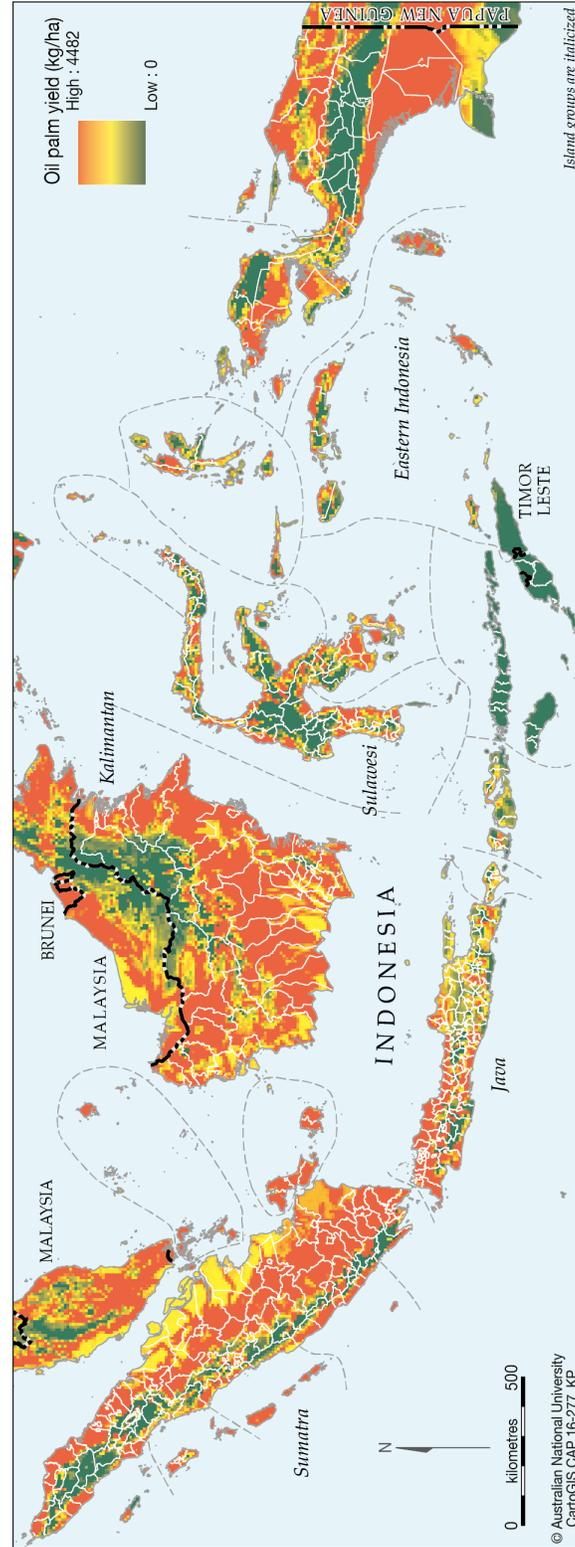 Oil palm yield (kg/ha)
High : 4482
Low : 0
MALAYSIA
MALAYSIA
BRUNEI
Kalimantan
Sumatra
INDONESIA
Sulawesi
Java
Eastern Indonesia
TIMOR
LESTE
PAPUA NEW GUINEA
N
0 kilometres 500
© Australian National University
CartoGIS CAP 16-277_KP
Island groups are italicized